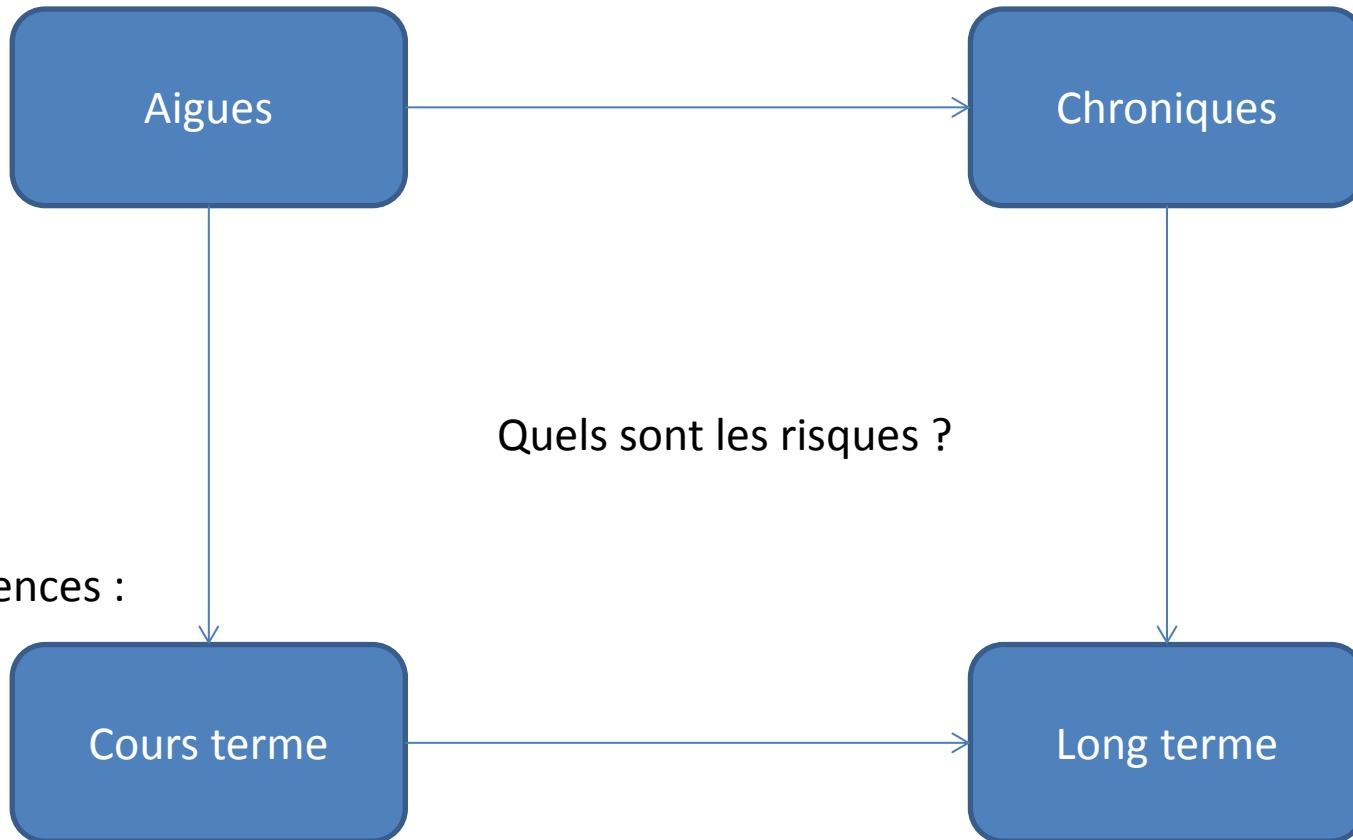 Aigues
Chroniques
Quels sont les risques ?
ences :
Cours terme
Long terme